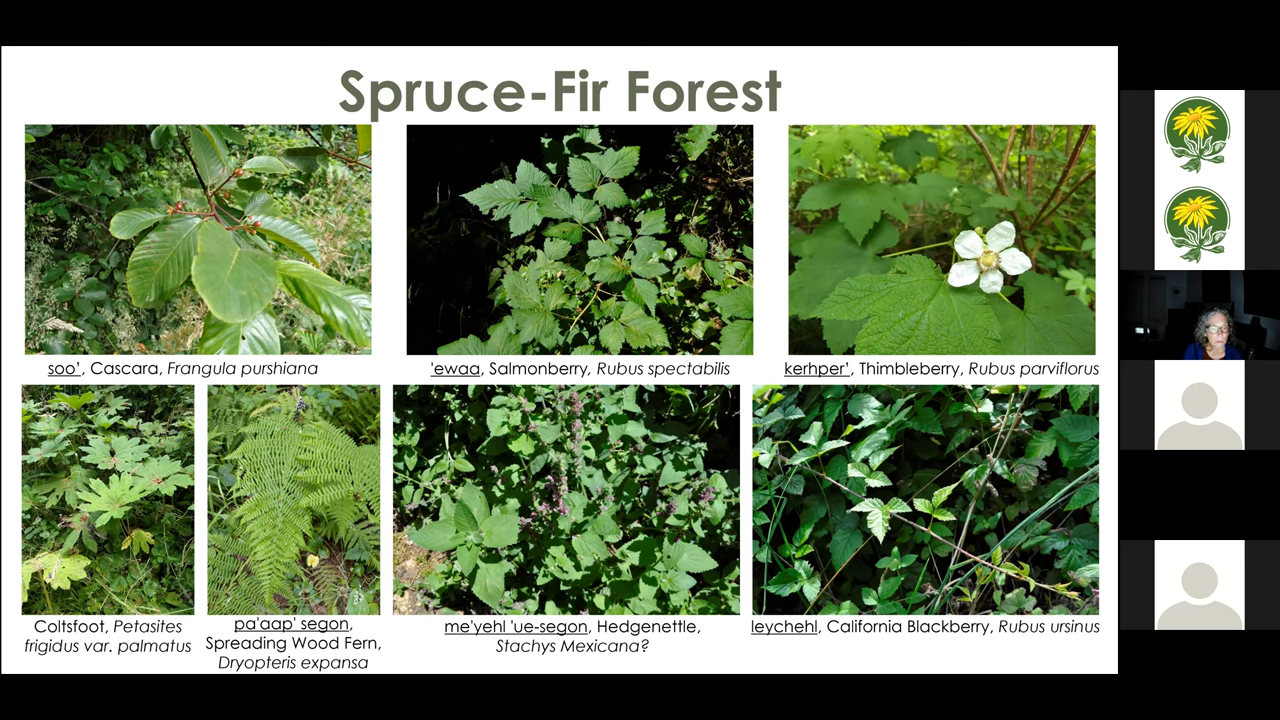 Spruce-Fir Forest
soo', Cascara, Frangula purshiana
'ewaa, Salmonberry, Rubus spectabilis
kerhper', Thimbleberry, Rubus parviflorus
Coltsfoot, Petasites
frigidus var. palmatus
pa'aap' segon,
Spreading Wood Fern,
Dryopteris expansa
me'yehl 'ue-segon, Hedgenettle,
Stachys Mexicana?
leychehl, California Blackberry, Rubus ursinus